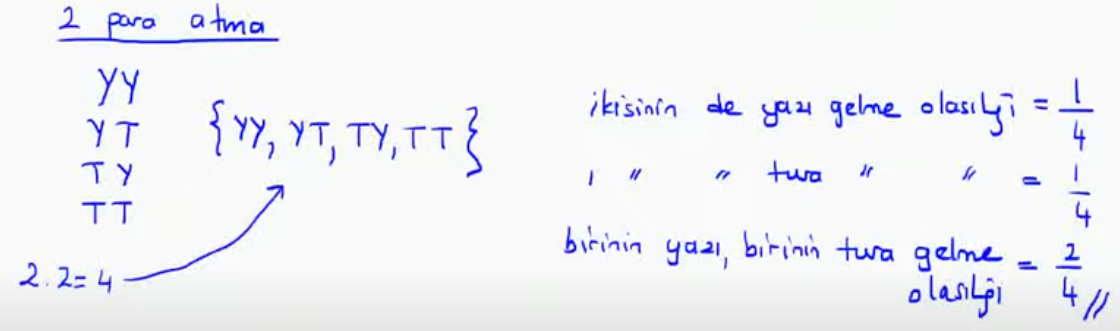 2 para atma
YY
YT
TY
TT
{YY, YT, TY, TT}
2.2=4
ikisinin de yazı gelme olasılığı = 1/4
" " " tura " " = 1/4
birinin yazı, birinin tura gelme olasılığı = 2/4 //